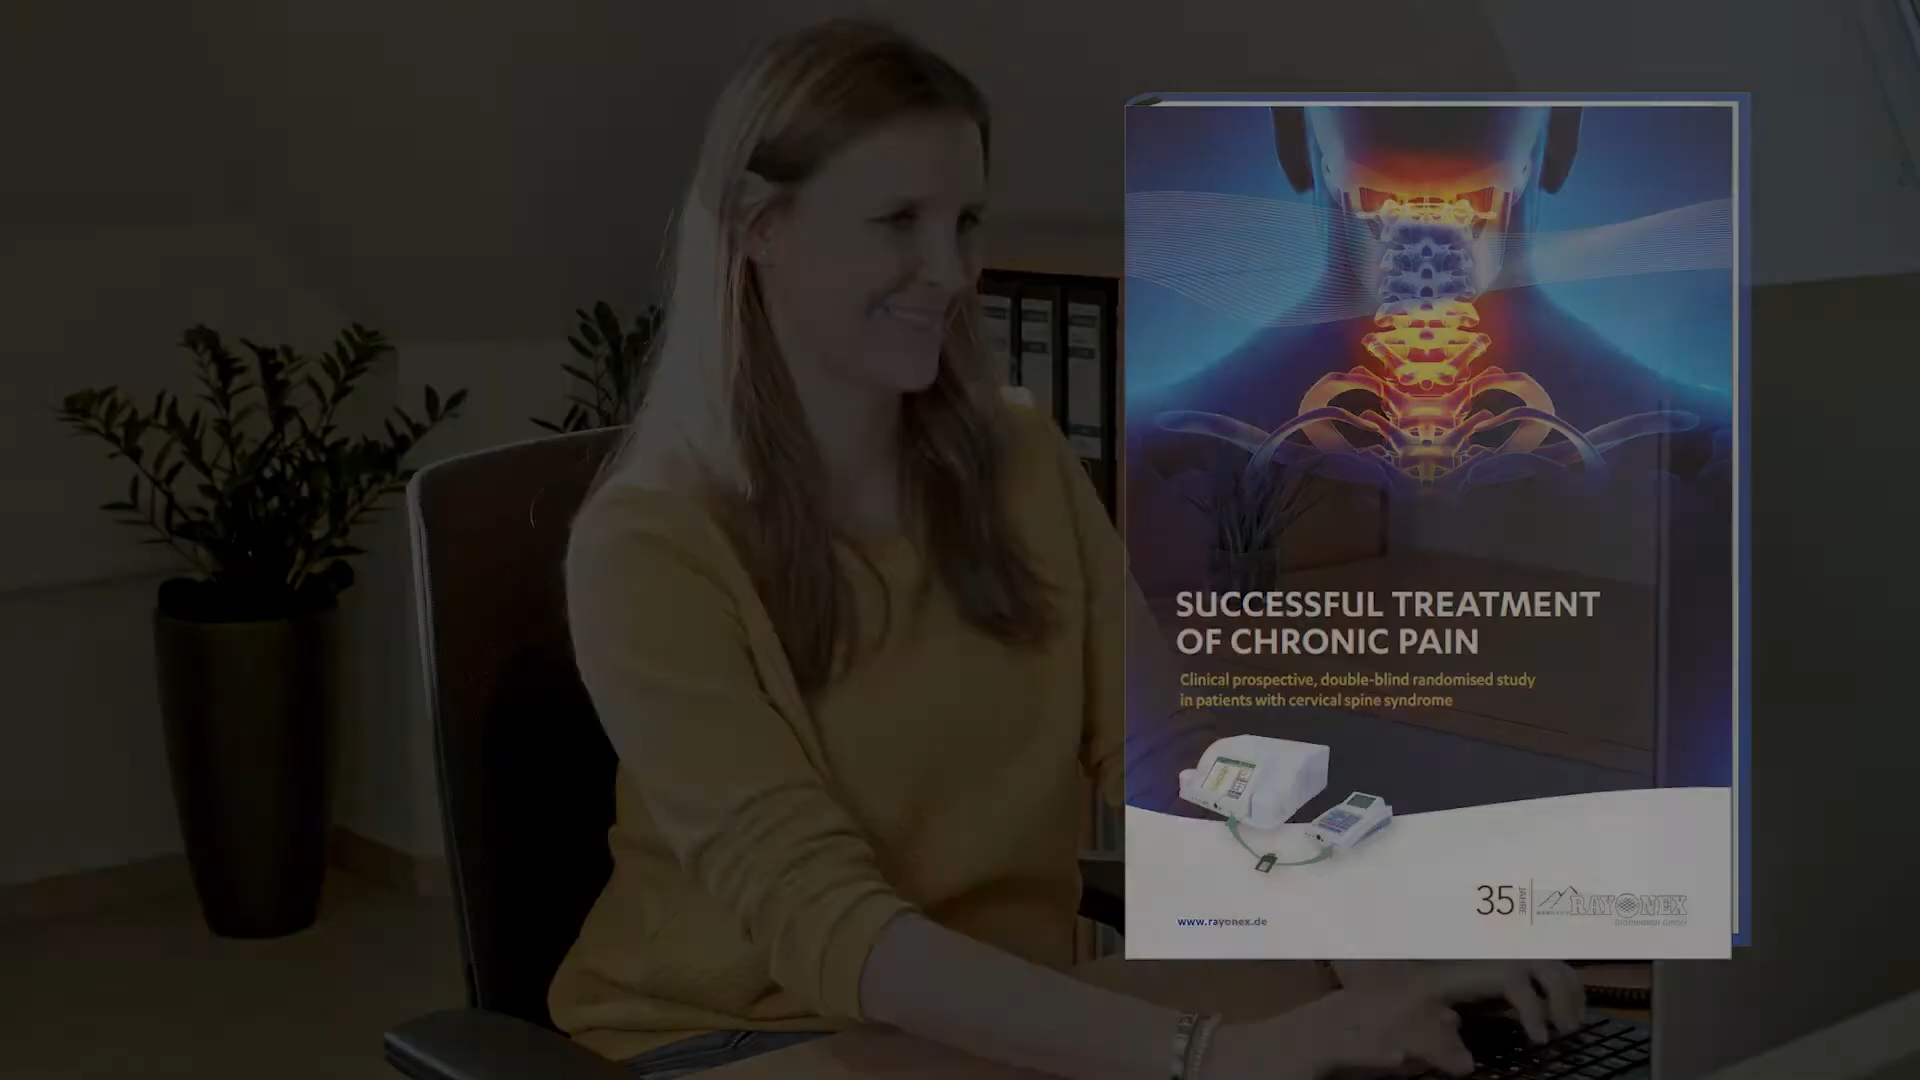 SUCCESSFUL TREATMENT
OF CHRONIC PAIN
Clinical prospective, double-blind randomised study
in patients with cervical spine syndrome
www.rayonex.de
35 JAHRE
RAYONEX